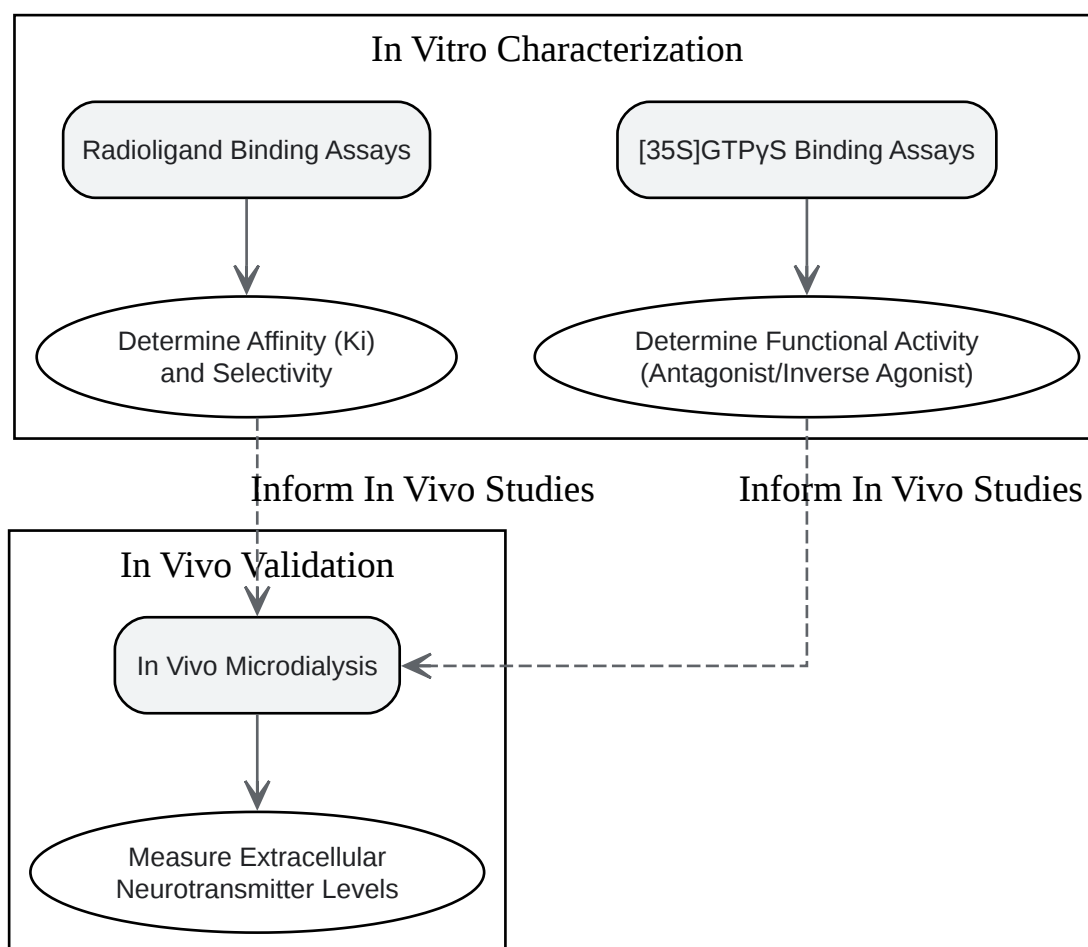 In Vitro Characterization
Radioligand Binding Assays
[35S]GTPγS Binding Assays
Determine Affinity (Ki)
and Selectivity
Determine Functional Activity
(Antagonist/Inverse Agonist)
Inform In Vivo Studies
Inform In Vivo Studies
In Vivo Validation
In Vivo Microdialysis
Measure Extracellular
Neurotransmitter Levels